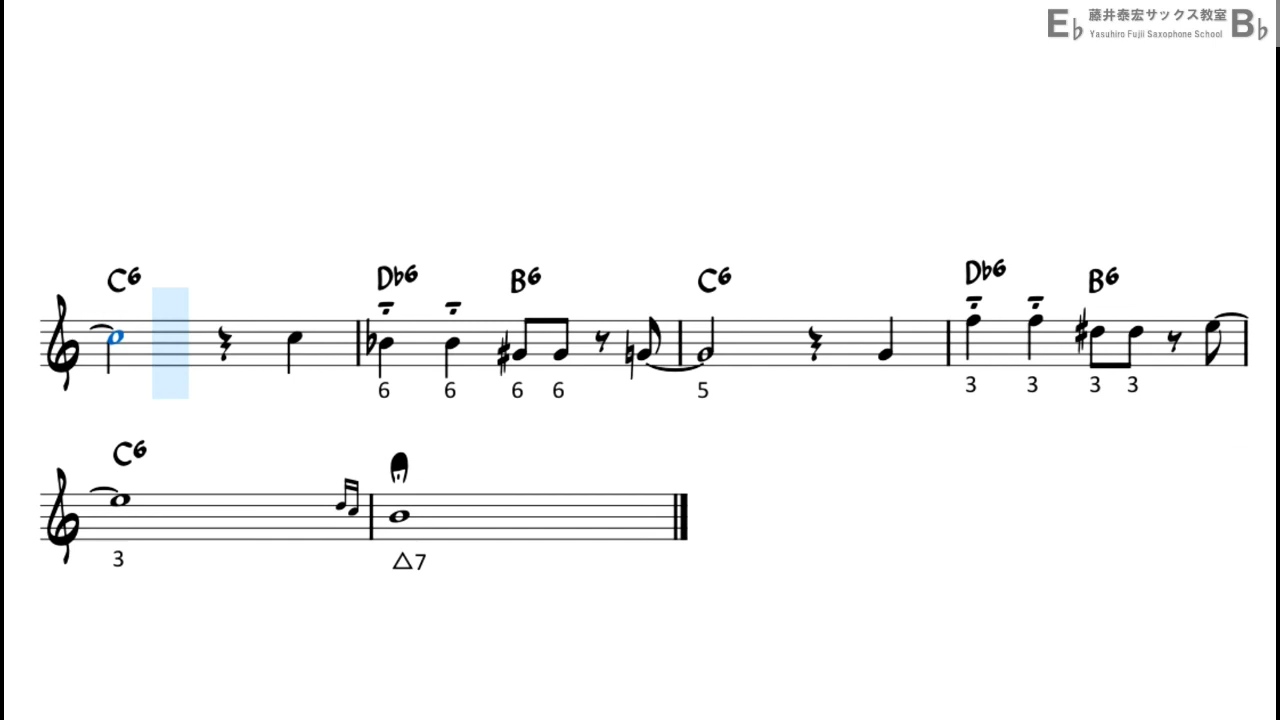 E♭ 藤井泰宏サックス教室 B♭
Yasuhiro Fujii Saxophone School
C6 D♭6 B6 C6 D♭6 B6
6 6 6 6 5 3 3 3 3
C6
3 △7